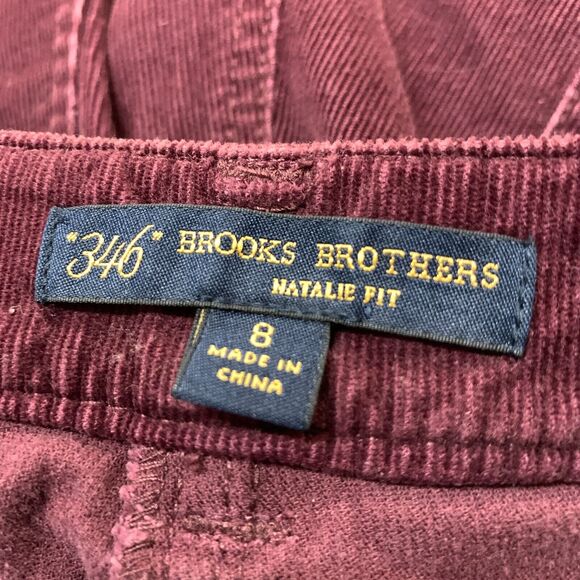 "346" BROOKS BROTHERS
NATALIE FIT
8
MADE IN
CHINA